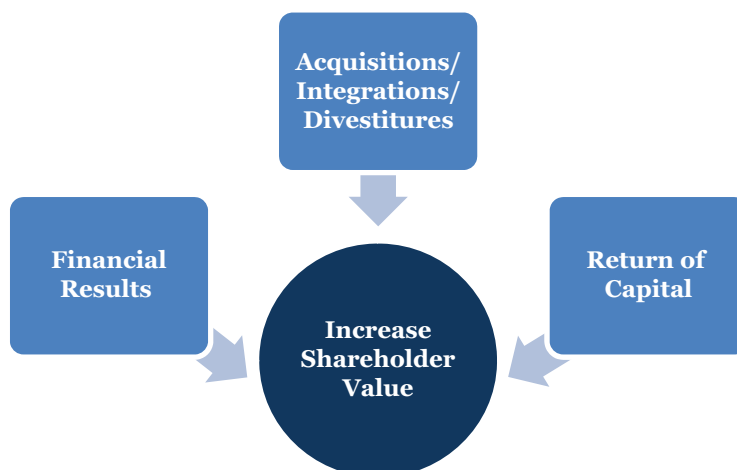 Acquisitions/
Integrations/
Divestitures
Financial
Results
Return of
Capital
Increase
Shareholder
Value